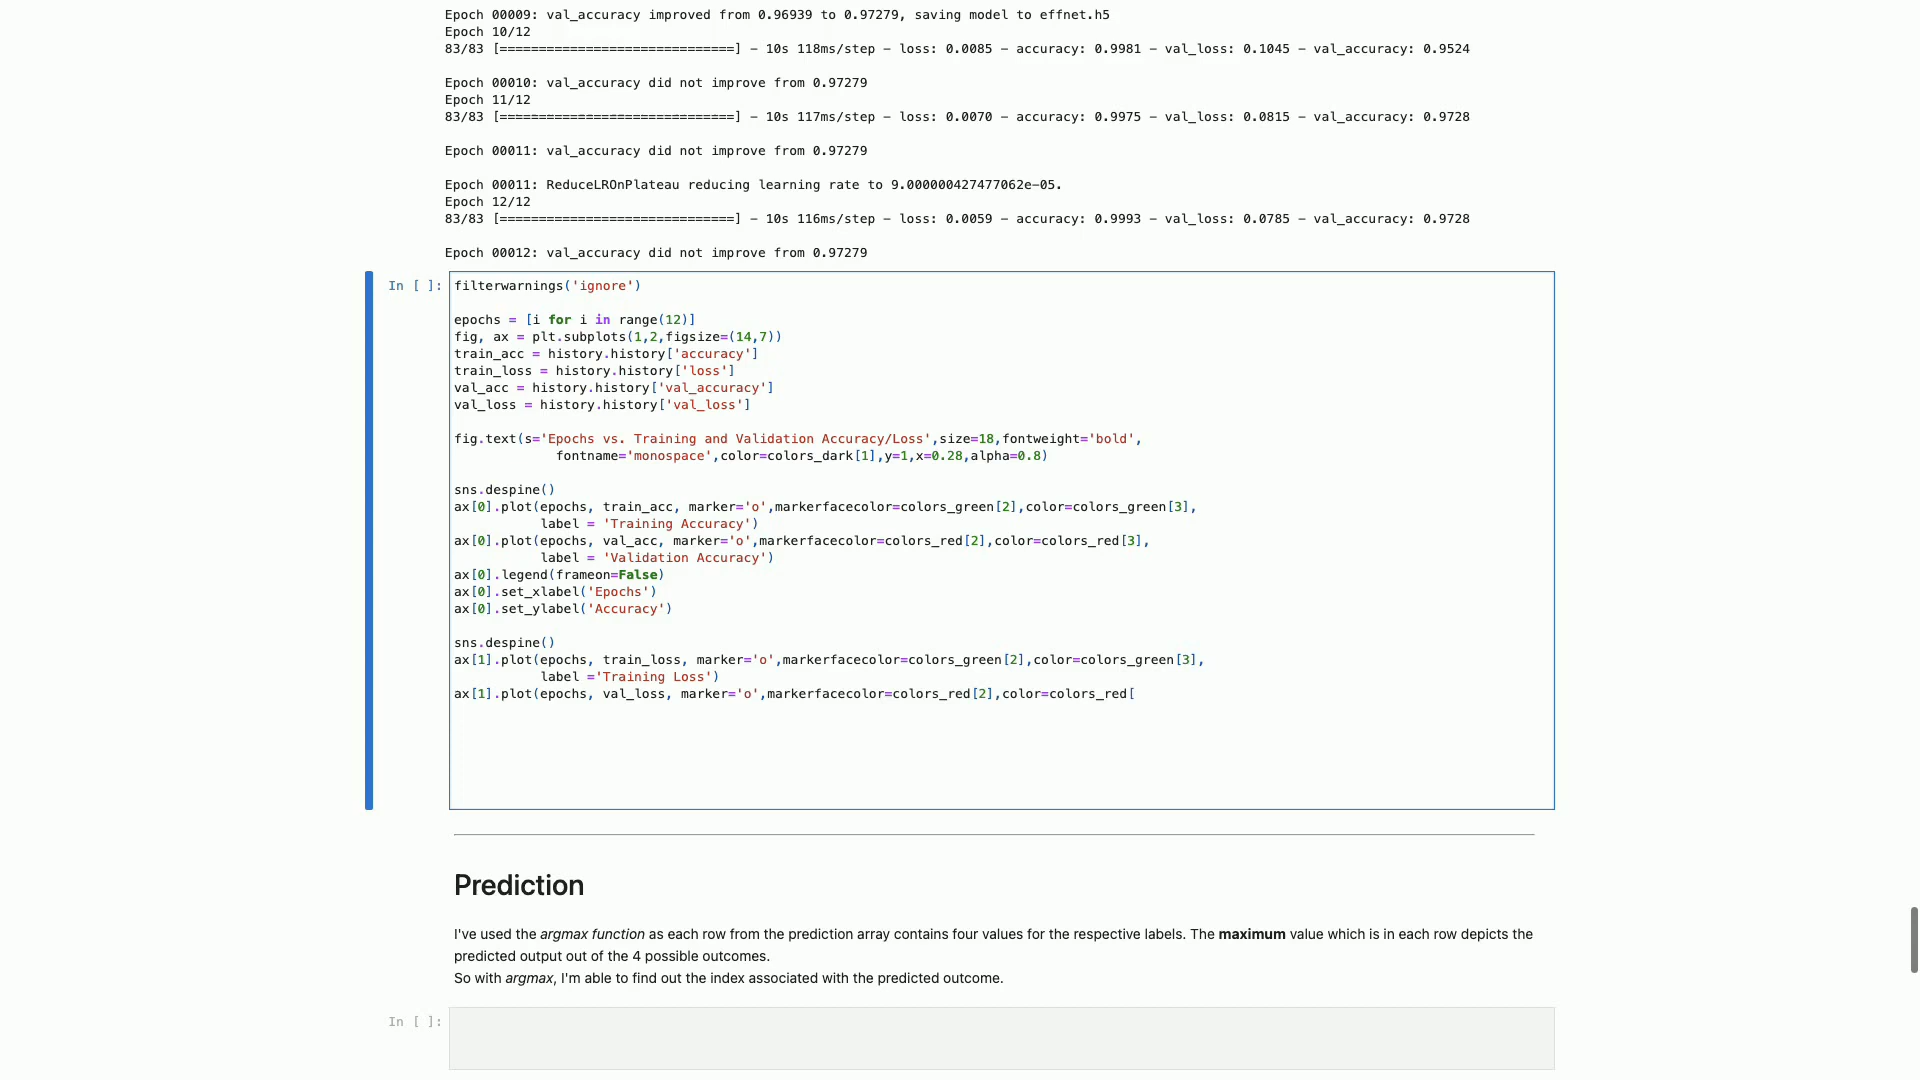 Epoch 00009: val_accuracy improved from 0.96939 to 0.97279, saving model to effnet.h5
Epoch 10/12
83/83 [==============================] - 10s 118ms/step - loss: 0.0085 - accuracy: 0.9981 - val_loss: 0.1045 - val_accuracy: 0.9524
Epoch 00010: val_accuracy did not improve from 0.97279
Epoch 11/12
83/83 [==============================] - 10s 117ms/step - loss: 0.0070 - accuracy: 0.9975 - val_loss: 0.0815 - val_accuracy: 0.9728
Epoch 00011: val_accuracy did not improve from 0.97279
Epoch 00011: ReduceLROnPlateau reducing learning rate to 9.000000427477062e-05.
Epoch 12/12
83/83 [==============================] - 10s 116ms/step - loss: 0.0059 - accuracy: 0.9993 - val_loss: 0.0785 - val_accuracy: 0.9728
Epoch 00012: val_accuracy did not improve from 0.97279
In [ ]: filterwarnings('ignore')
epochs = [i for i in range(12)]
fig, ax = plt.subplots(1,2,figsize=(14,7))
train_acc = history.history['accuracy']
train_loss = history.history['loss']
val_acc = history.history['val_accuracy']
val_loss = history.history['val_loss']
fig.text(s='Epochs vs. Training and Validation Accuracy/Loss',size=18,fontweight='bold',
fontname='monospace',color=colors_dark[1],y=1,x=0.28,alpha=0.8)
sns.despine()
ax[0].plot(epochs, train_acc, marker='o',markerfacecolor=colors_green[2],color=colors_green[3],
label = 'Training Accuracy')
ax[0].plot(epochs, val_acc, marker='o',markerfacecolor=colors_red[2],color=colors_red[3],
label = 'Validation Accuracy')
ax[0].legend(frameon=False)
ax[0].set_xlabel('Epochs')
ax[0].set_ylabel('Accuracy')
sns.despine()
ax[1].plot(epochs, train_loss, marker='o',markerfacecolor=colors_green[2],color=colors_green[3],
label ='Training Loss')
ax[1].plot(epochs, val_loss, marker='o',markerfacecolor=colors_red[2],color=colors_red[
Prediction
I've used the argmax function as each row from the prediction array contains four values for the respective labels. The maximum value which is in each row depicts the
predicted output out of the 4 possible outcomes.
So with argmax, I'm able to find out the index associated with the predicted outcome.
In [ ]: